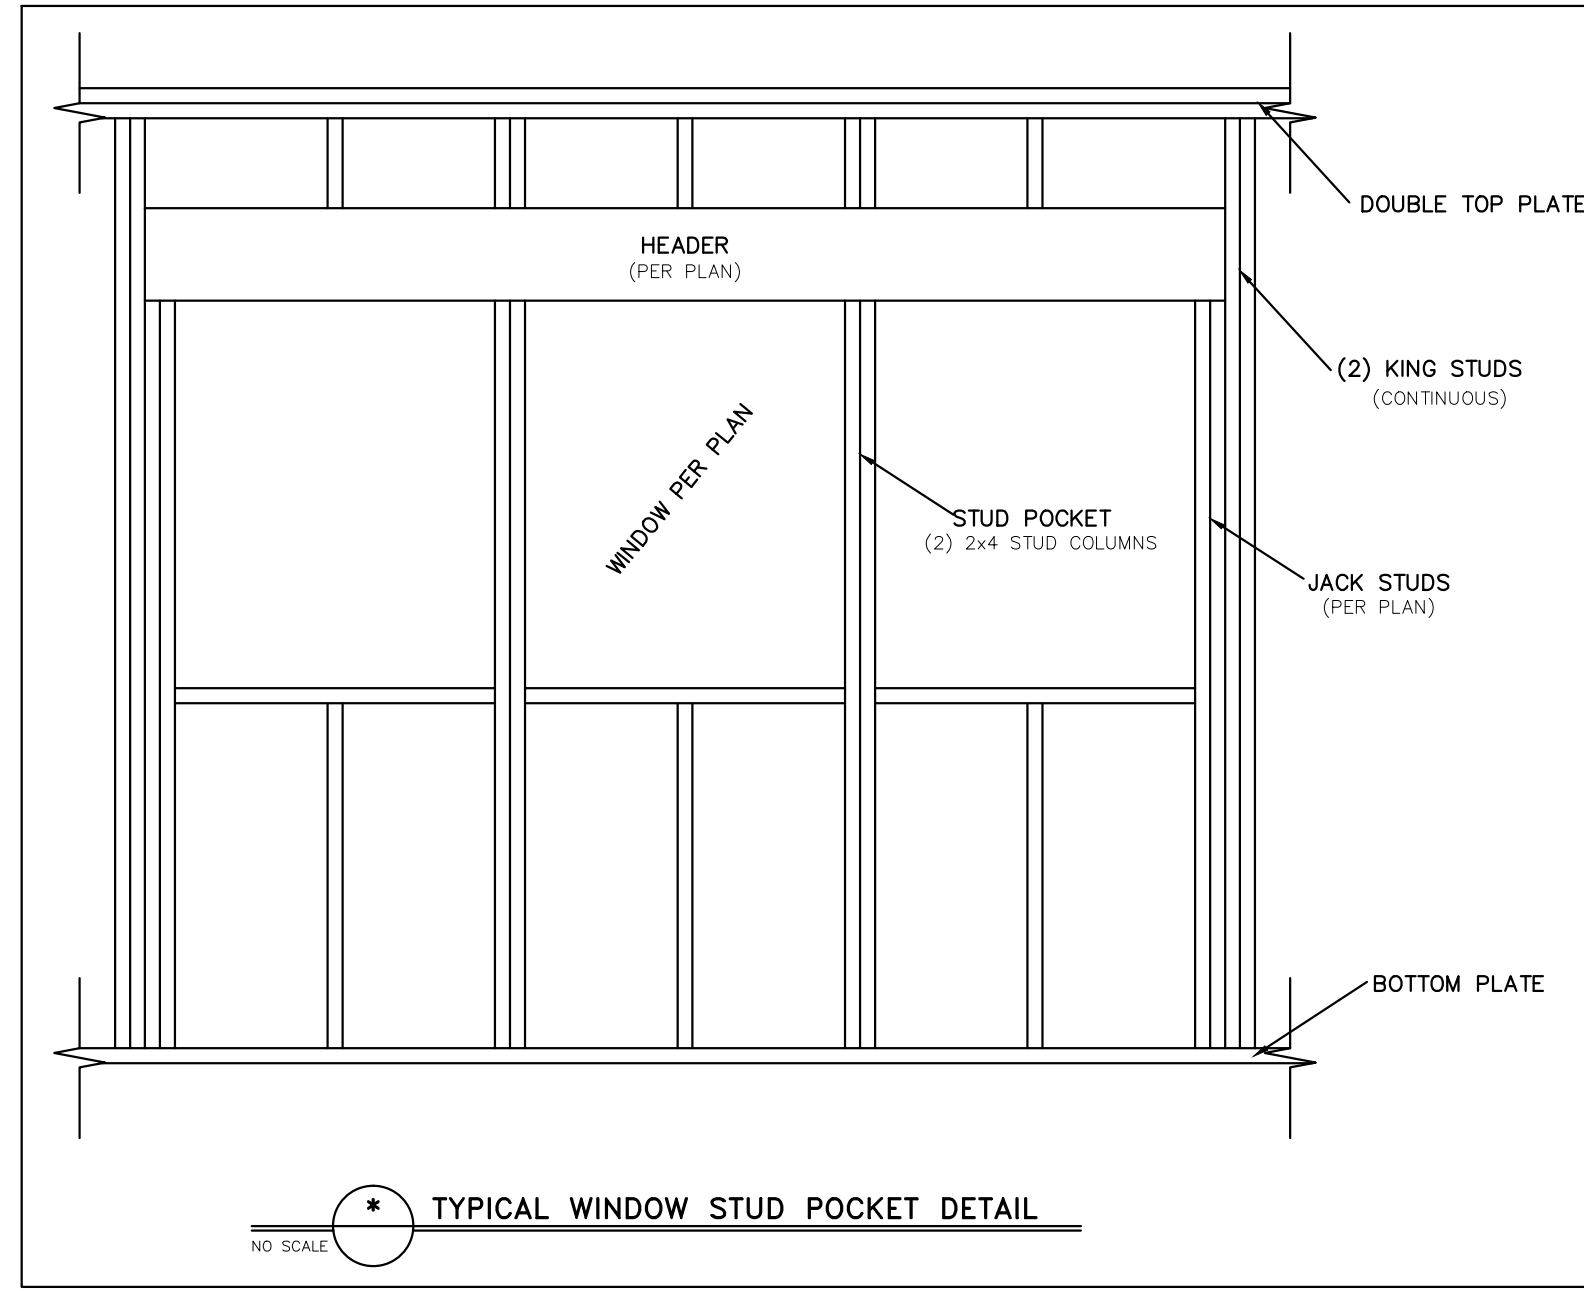 DOUBLE TOP PLATE
HEADER
(PER PLAN)
(2) KING STUDS
(CONTINUOUS)
WINDOW PER PLAN
STUD POCKET
(2) 2x4 STUD COLUMNS
JACK STUDS
(PER PLAN)
BOTTOM PLATE
*
TYPICAL WINDOW STUD POCKET DETAIL
NO SCALE